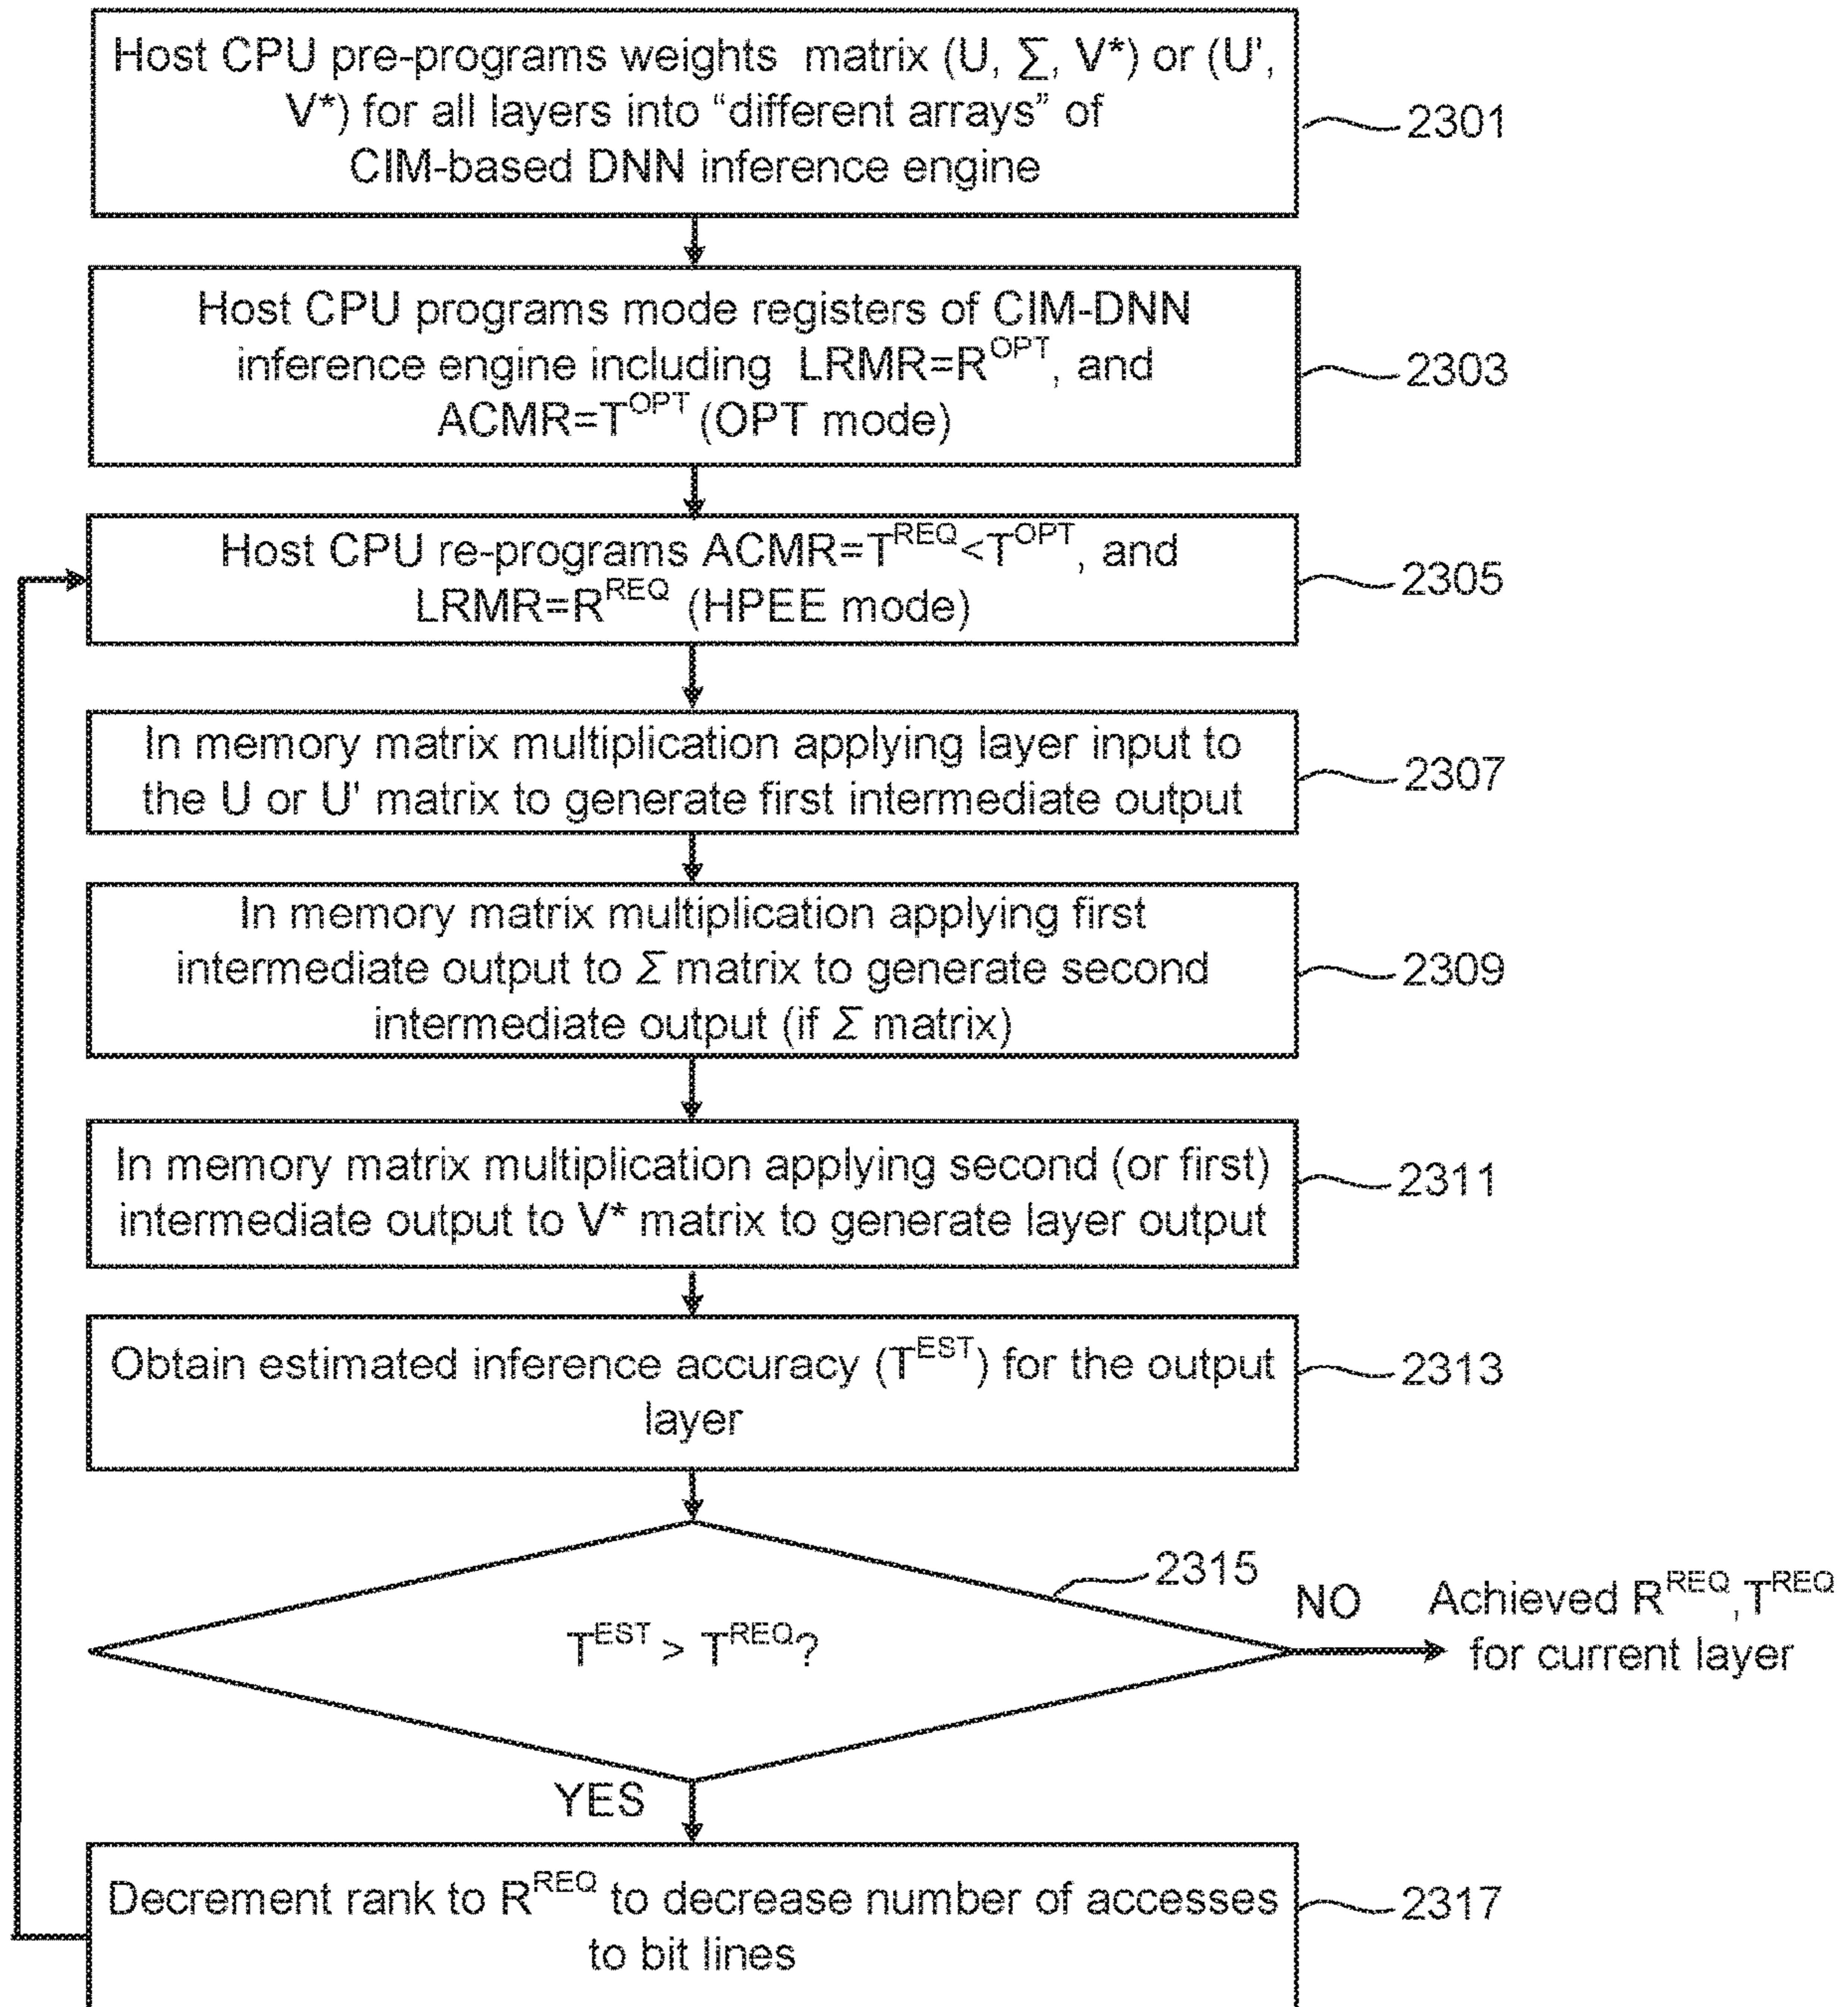 Host CPU pre-programs weights matrix (U, ∑, V*) or (U',
V*) for all layers into "different arrays" of
CIM-based DNN inference engine
2301
Host CPU programs mode registers of CIM-DNN
inference engine including LRMR=R^OPT, and
ACMR=T^OPT (OPT mode)
2303
Host CPU re-programs ACMR=T^REQ<T^OPT, and
LRMR=R^REQ (HPEE mode)
2305
In memory matrix multiplication applying layer input to
the U or U' matrix to generate first intermediate output
2307
In memory matrix multiplication applying first
intermediate output to Σ matrix to generate second
intermediate output (if Σ matrix)
2309
In memory matrix multiplication applying second (or first)
intermediate output to V* matrix to generate layer output
2311
Obtain estimated inference accuracy (T^EST) for the output
layer
2313
T^EST > T^REQ?
2315
NO
Achieved R^REQ,T^REQ
for current layer
YES
Decrement rank to R^REQ to decrease number of accesses
to bit lines
2317